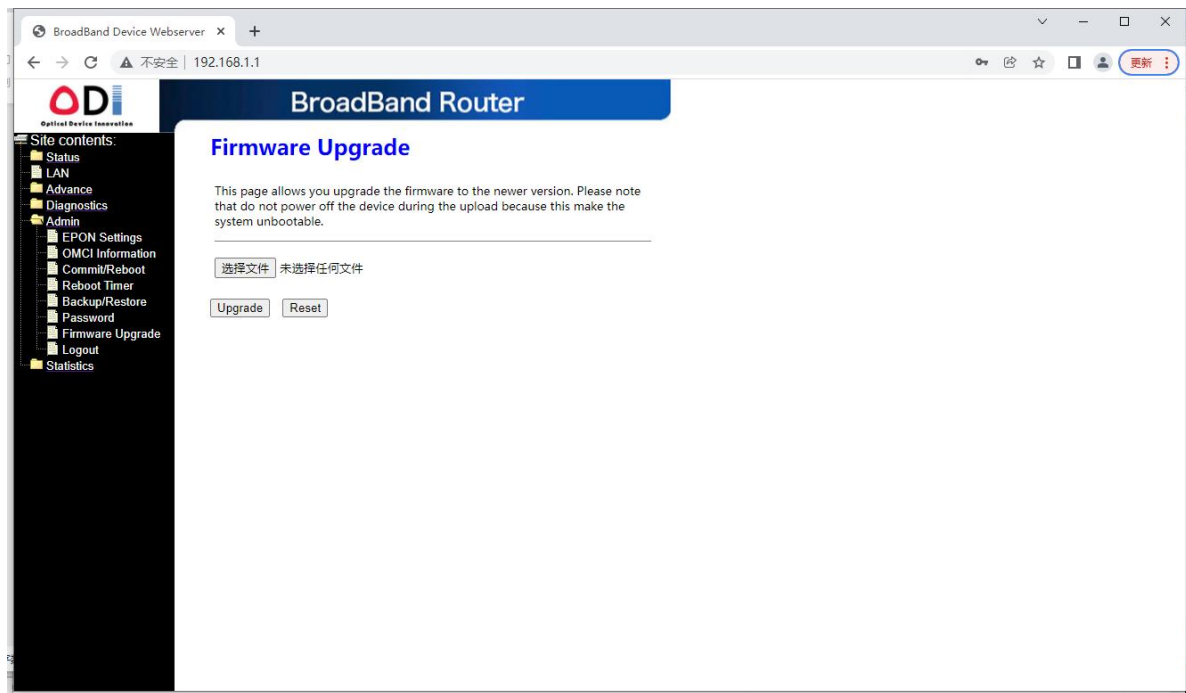 BroadBand Device Webserver
不安全
192.168.1.1
更新
ODi
Optical Device Innovation
BroadBand Router
Site contents:
Status
LAN
Advance
Diagnostics
Admin
EPON Settings
OMCI Information
Commit/Reboot
Reboot Timer
Backup/Restore
Password
Firmware Upgrade
Logout
Statistics
Firmware Upgrade
This page allows you upgrade the firmware to the newer version. Please note
that do not power off the device during the upload because this make the
system unbootable.
选择文件 未选择任何文件
Upgrade Reset